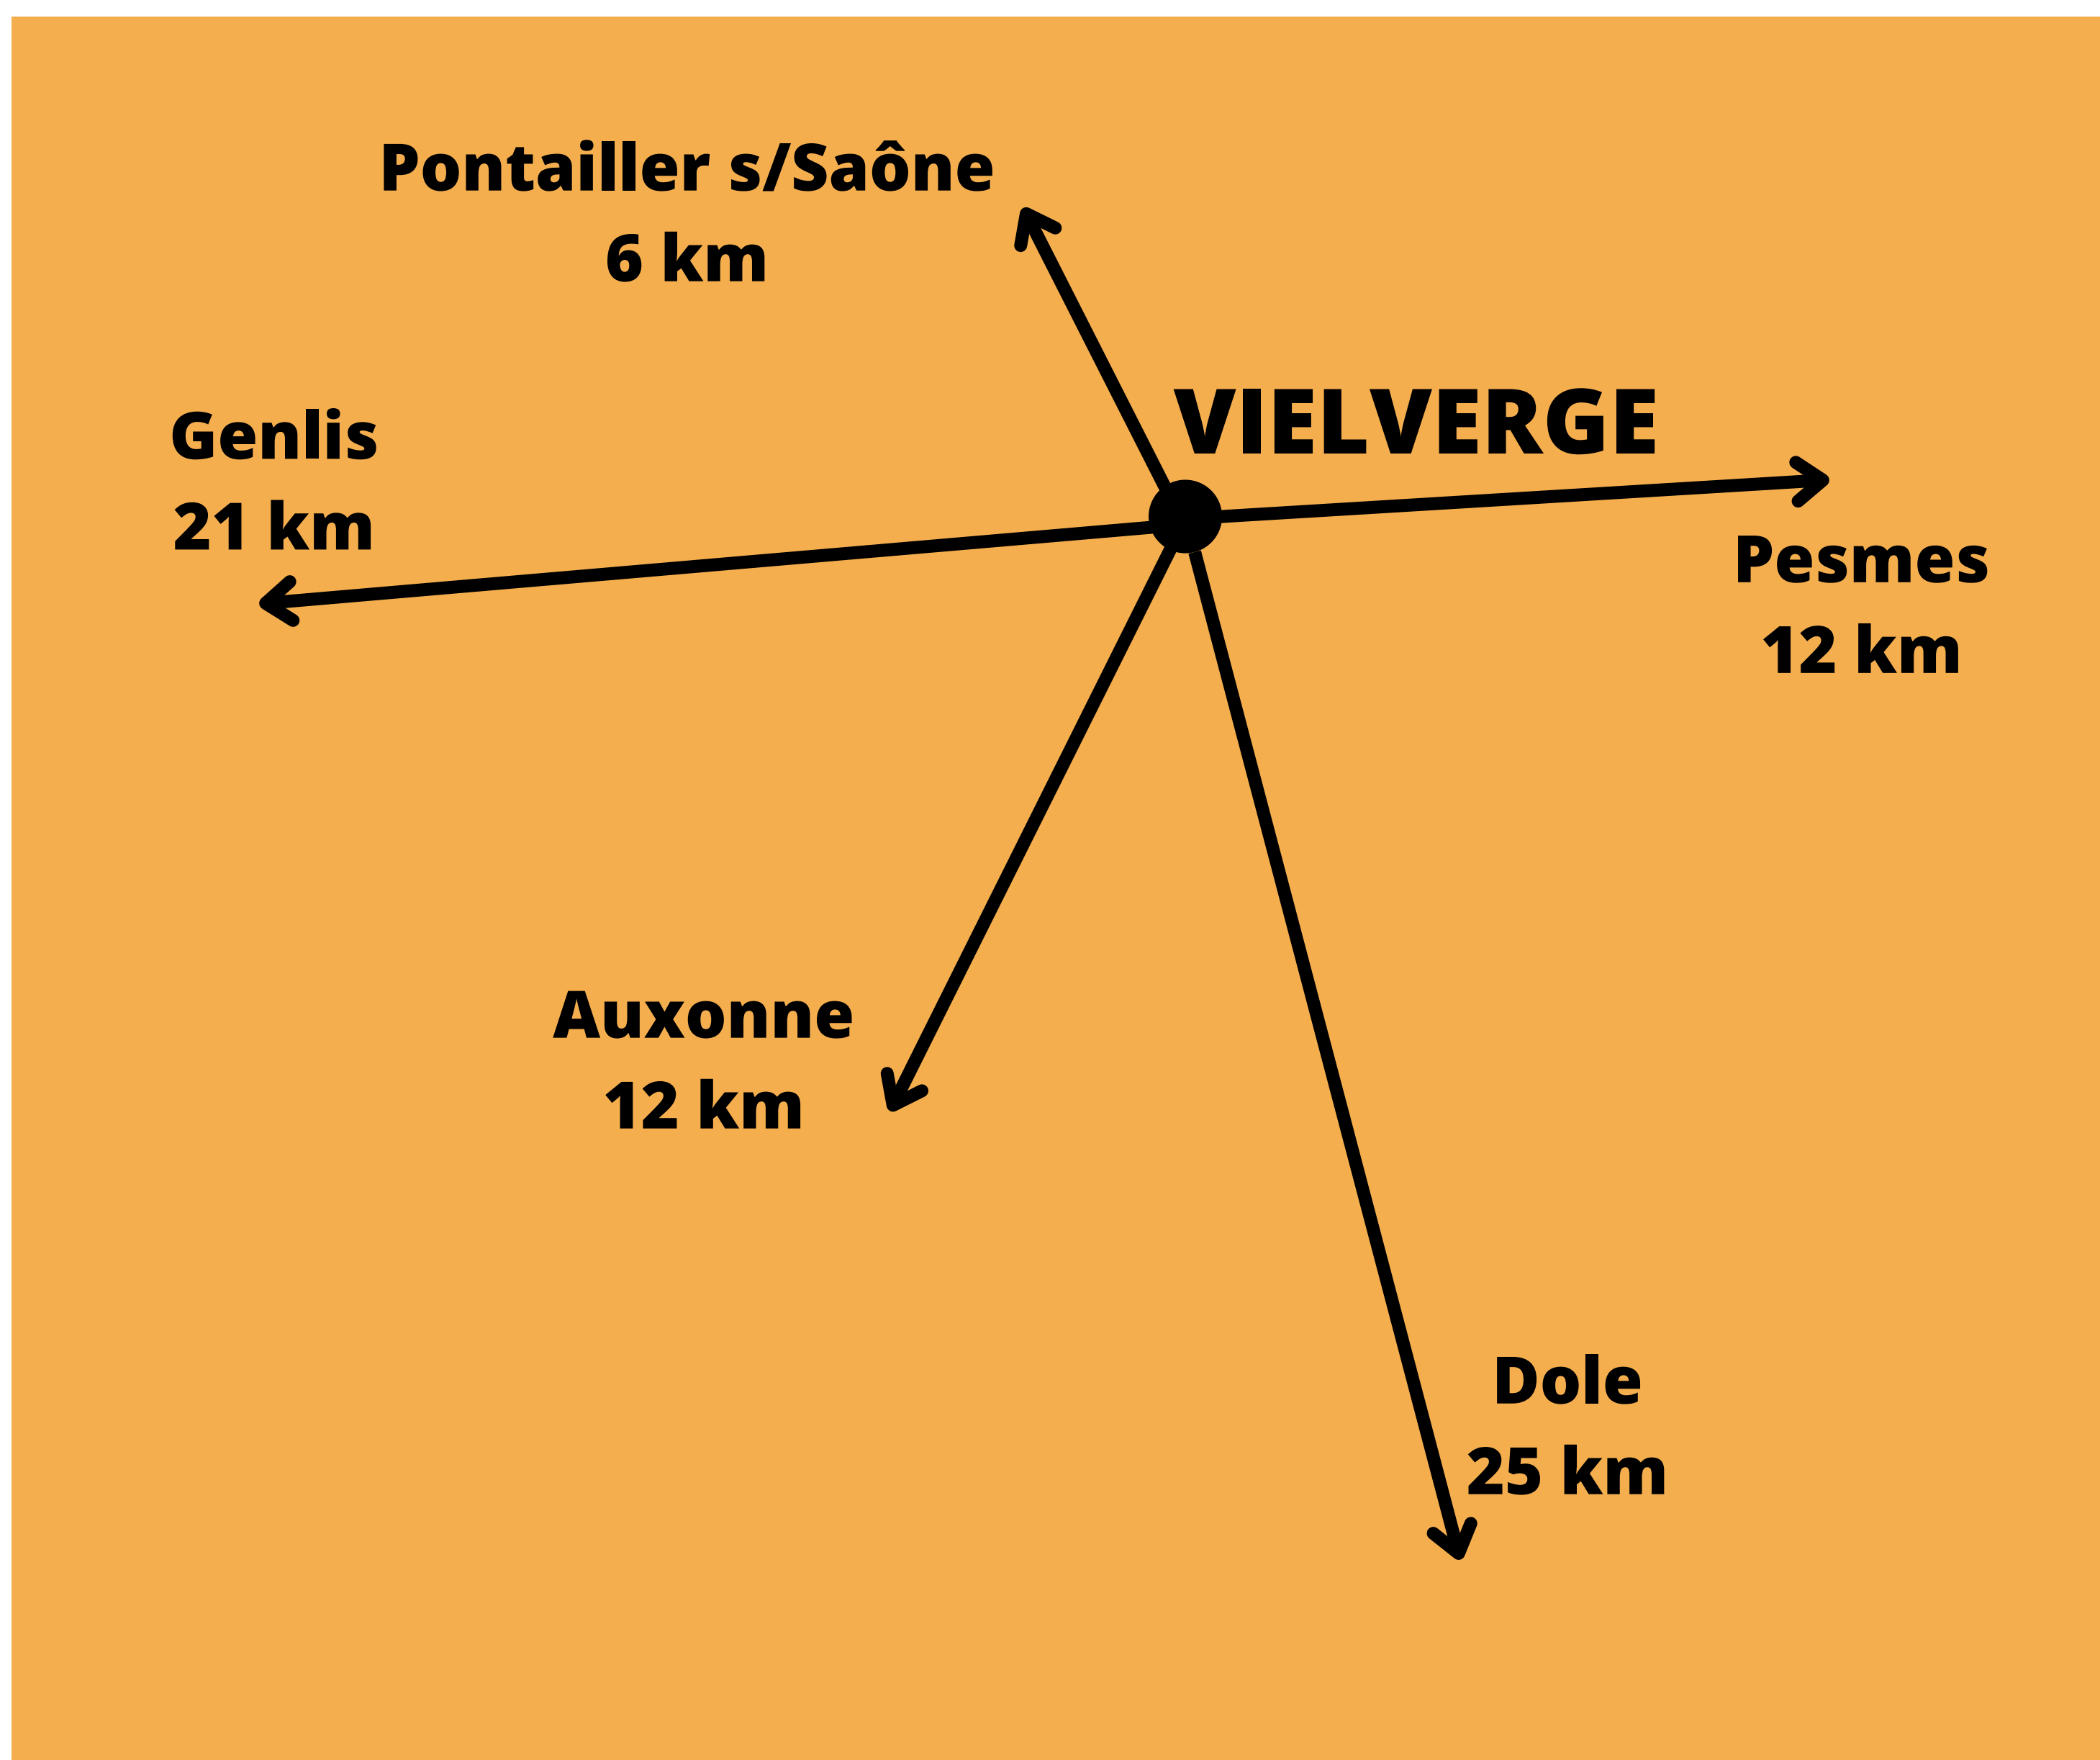 Pontailler s/Saône
6 km
VIELVERGE
Genlis
21 km
Pesmes
12 km
Auxonne
12 km
Dole
25 km